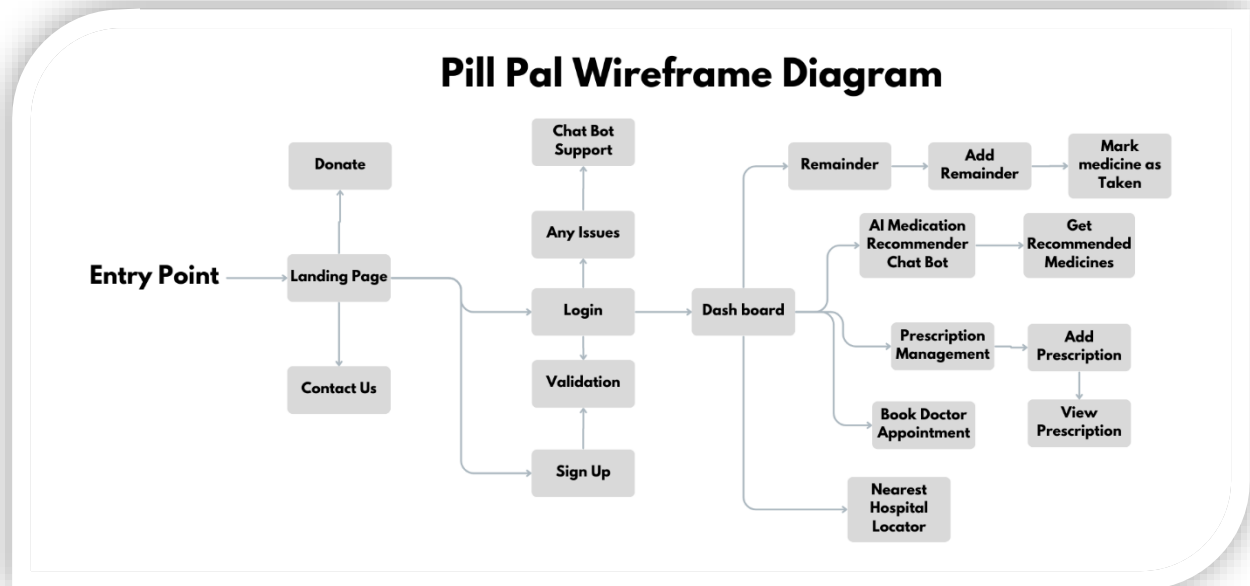 Pill Pal Wireframe Diagram
Entry Point
Donate
Landing Page
Contact Us
Chat Bot
Support
Any Issues
Login
Validation
Sign Up
Dash board
Remainder
Add
Remainder
Mark
medicine as
Taken
AI Medication
Recommender
Chat Bot
Get
Recommended
Medicines
Prescription
Management
Add
Prescription
View
Prescription
Book Doctor
Appointment
Nearest
Hospital
Locator